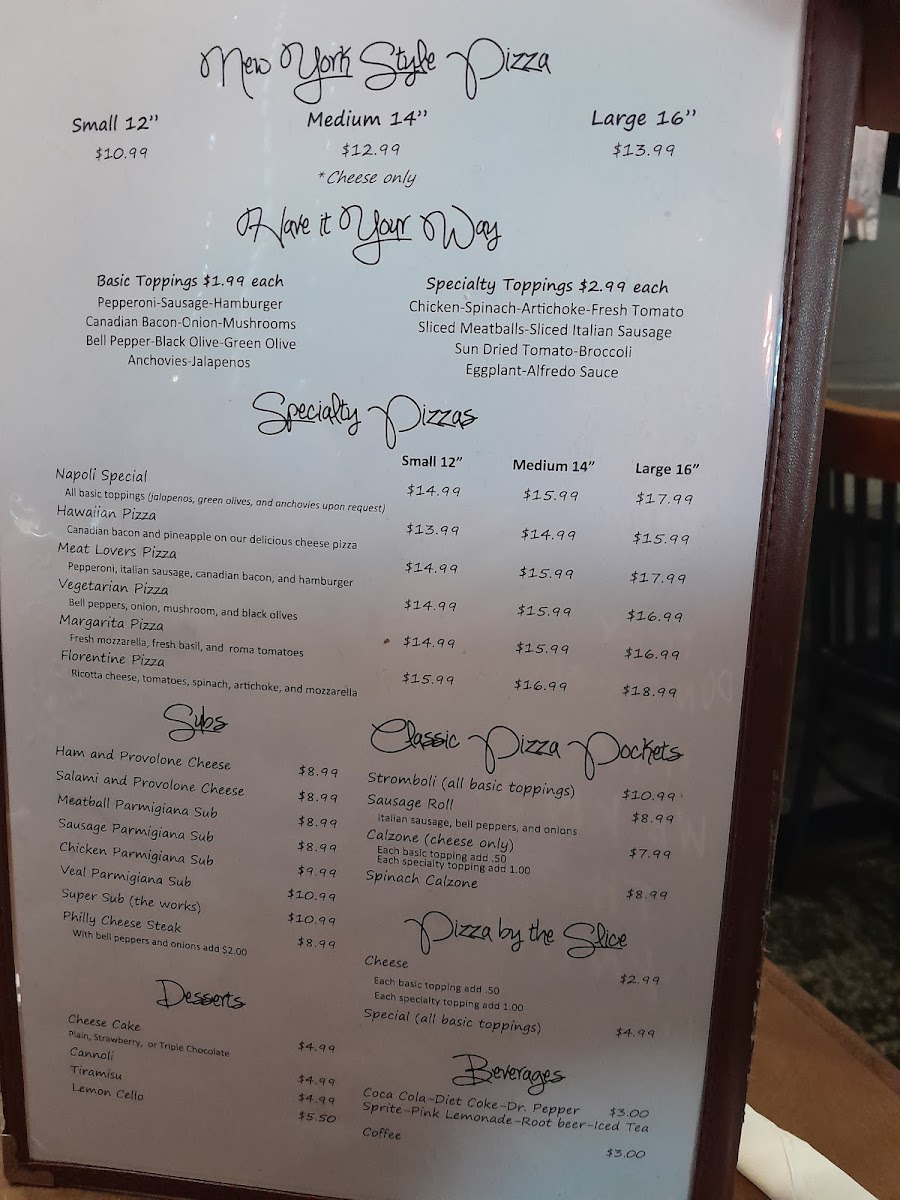 New York Style Pizza
Small 12” Medium 14” Large 16”
$10.99 $12.99 $13.99
*Cheese only
Have it Your Way
Basic Toppings $1.99 each
Pepperoni-Sausage-Hamburger
Canadian Bacon-Onion-Mushrooms
Bell Pepper-Black Olive-Green Olive
Anchovies-Jalapenos
Specialty Toppings $2.99 each
Chicken-Spinach-Artichoke-Fresh Tomato
Sliced Meatballs-Sliced Italian Sausage
Sun Dried Tomato-Broccoli
Eggplant-Alfredo Sauce
Specialty Pizzas
Small 12” Medium 14” Large 16”
Napoli Special $14.99 $15.99 $17.99
All basic toppings (jalapenos, green olives, and anchovies upon request)
Hawaiian Pizza $13.99 $14.99 $15.99
Canadian bacon and pineapple on our delicious cheese pizza
Meat Lovers Pizza $14.99 $15.99 $17.99
Pepperoni, italian sausage, canadian bacon, and hamburger
Vegetarian Pizza $14.99 $15.99 $16.99
Bell peppers, onion, mushroom, and black olives
Margarita Pizza $14.99 $15.99 $16.99
Fresh mozzarella, fresh basil, and roma tomatoes
Florentine Pizza $15.99 $16.99 $18.99
Ricotta cheese, tomatoes, spinach, artichoke, and mozzarella
Subs
Ham and Provolone Cheese $8.99
Salami and Provolone Cheese $8.99
Meatball Parmigiana Sub $8.99
Sausage Parmigiana Sub $8.99
Chicken Parmigiana Sub $9.99
Veal Parmigiana Sub $10.99
Super Sub (the works) $10.99
Philly Cheese Steak $8.99
With bell peppers and onions add $2.00
Desserts
Cheese Cake $4.99
Plain, Strawberry, or Triple Chocolate
Cannoli $4.99
Tiramisu $4.99
Lemon Cello $5.50
Classic Pizza Pockets
Stromboli (all basic toppings) $10.99
Sausage Roll $8.99
Italian sausage, bell peppers, and onions
Calzone (cheese only) $7.99
Each basic topping add .50
Each specialty topping add 1.00
Spinach Calzone $8.99
Pizza by the Slice
Cheese $2.99
Each basic topping add .50
Each specialty topping add 1.00
Special (all basic toppings) $4.99
Beverages
Coca Cola-Diet Coke-Dr. Pepper $3.00
Sprite-Pink Lemonade-Root beer-Iced Tea
Coffee $3.00